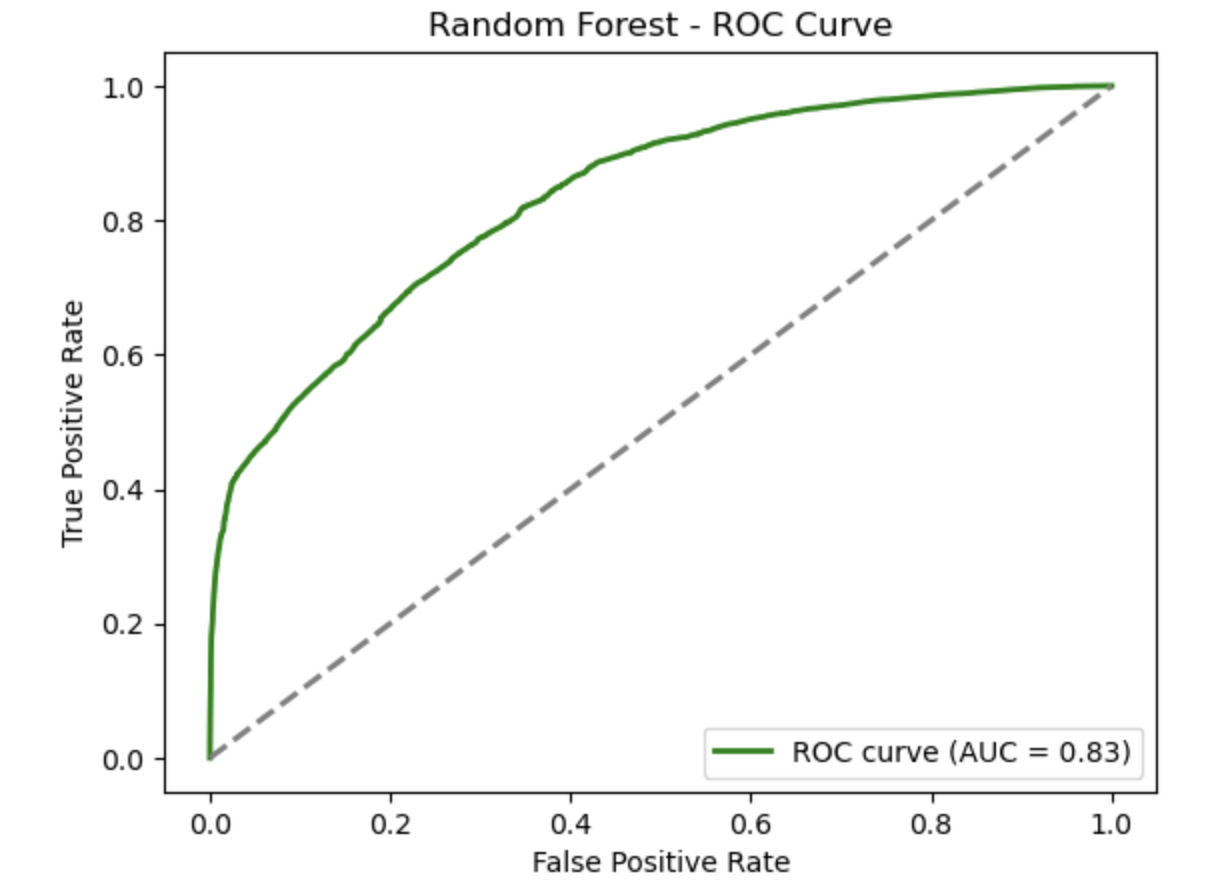 Random Forest - ROC Curve
1.0
0.8
0.6
0.4
0.2
0.0
True Positive Rate
ROC curve (AUC = 0.83)
0.0 0.2 0.4 0.6 0.8 1.0
False Positive Rate